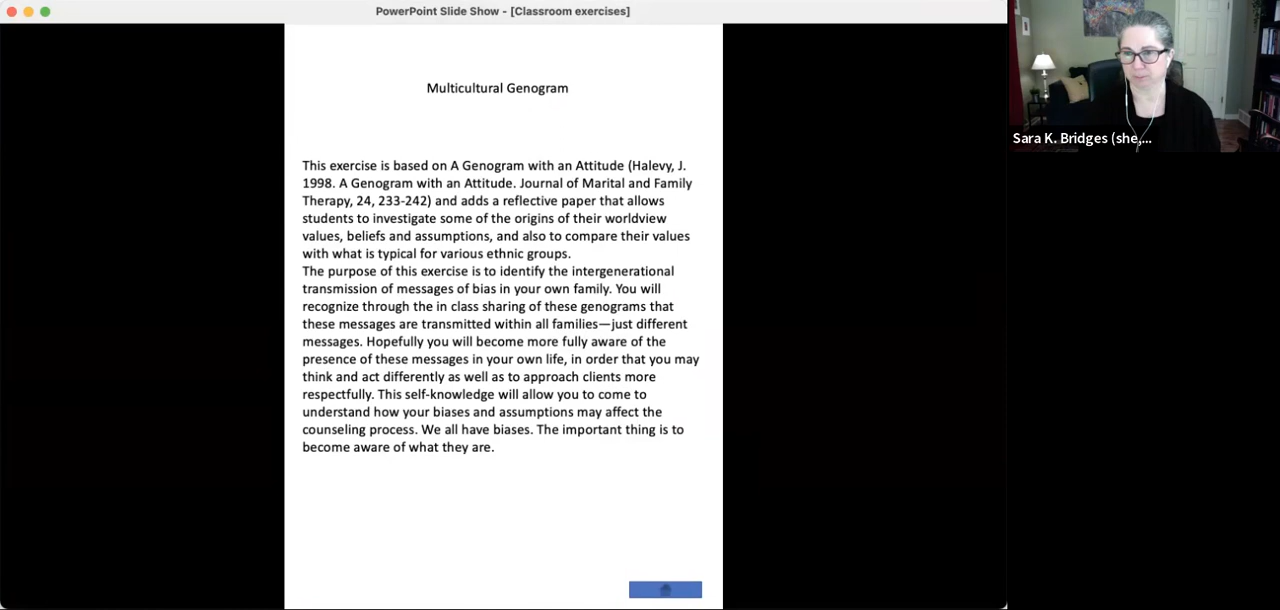 PowerPoint Slide Show - [Classroom exercises]
Multicultural Genogram
This exercise is based on A Genogram with an Attitude (Halevy, J.
1998. A Genogram with an Attitude. Journal of Marital and Family
Therapy, 24, 233-242) and adds a reflective paper that allows
students to investigate some of the origins of their worldview
values, beliefs and assumptions, and also to compare their values
with what is typical for various ethnic groups.
The purpose of this exercise is to identify the intergenerational
transmission of messages of bias in your own family. You will
recognize through the in class sharing of these genograms that
these messages are transmitted within all families—just different
messages. Hopefully you will become more fully aware of the
presence of these messages in your own life, in order that you may
think and act differently as well as to approach clients more
respectfully. This self-knowledge will allow you to come to
understand how your biases and assumptions may affect the
counseling process. We all have biases. The important thing is to
become aware of what they are.
Sara K. Bridges (she,...